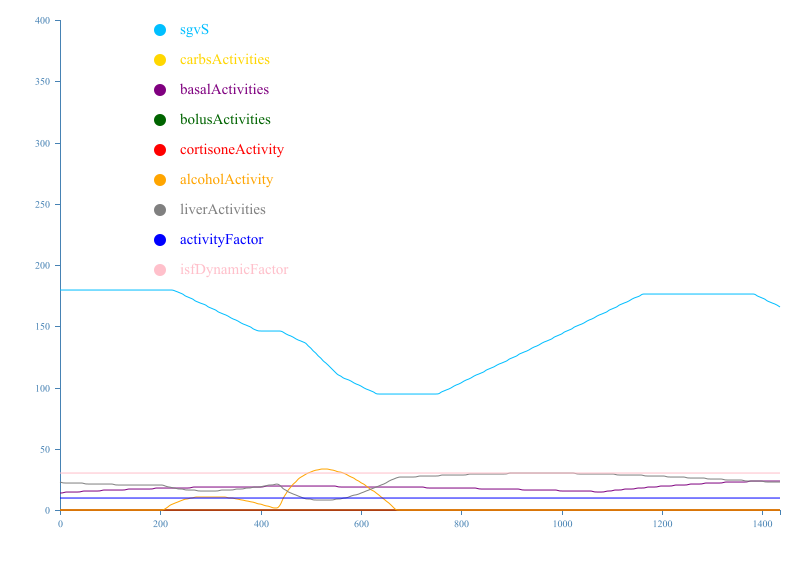 sgvS
carbsActivities
basalActivities
bolusActivities
cortisoneActivity
alcoholActivity
liverActivities
activityFactor
isfDynamicFactor
400
350
300
250
200
150
100
50
0
0 200 400 600 800 1000 1200 1400